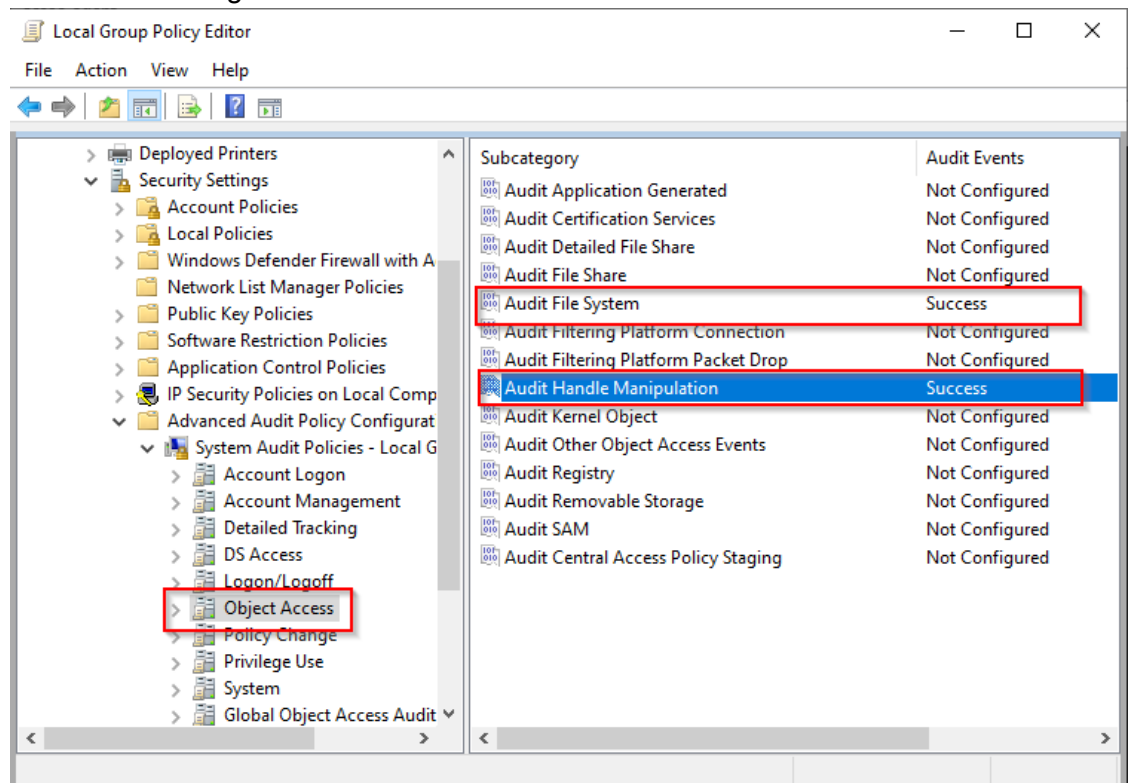 Local Group Policy Editor
File Action View Help
Deployed Printers
Security Settings
Account Policies
Local Policies
Windows Defender Firewall with A
Network List Manager Policies
Public Key Policies
Software Restriction Policies
Application Control Policies
IP Security Policies on Local Comp
Advanced Audit Policy Configurat
System Audit Policies - Local G
Account Logon
Account Management
Detailed Tracking
DS Access
Logon/Logoff
Object Access
Policy Change
Privilege Use
System
Global Object Access Audit
Subcategory Audit Events
Audit Application Generated Not Configured
Audit Certification Services Not Configured
Audit Detailed File Share Not Configured
Audit File Share Not Configured
Audit File System Success
Audit Filtering Platform Connection Not Configured
Audit Filtering Platform Packet Drop Not Configured
Audit Handle Manipulation Success
Audit Kernel Object Not Configured
Audit Other Object Access Events Not Configured
Audit Registry Not Configured
Audit Removable Storage Not Configured
Audit SAM Not Configured
Audit Central Access Policy Staging Not Configured